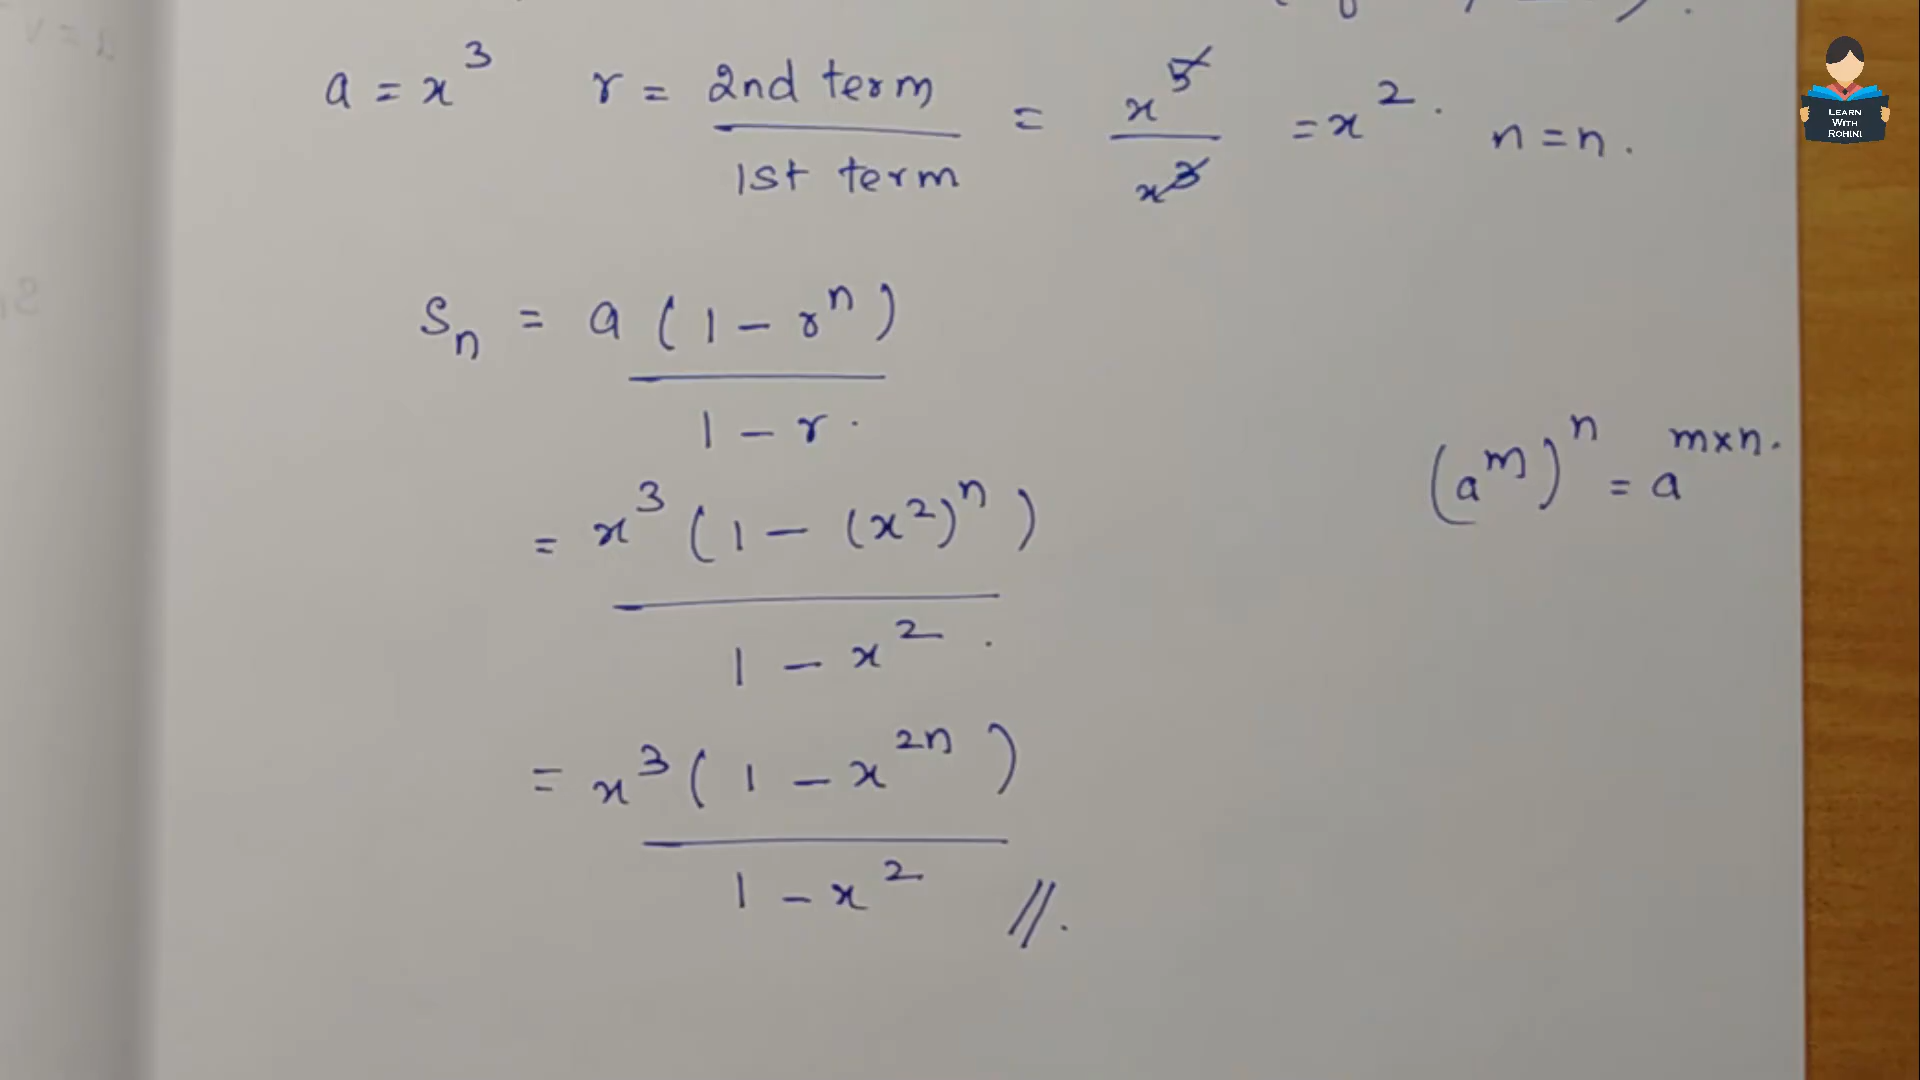 a = x³ r = 2nd term / 1st term = x⁵ / x³ = x². n = n.
Sₙ = a (1 − rⁿ) / 1 − r.
(aᵐ)ⁿ = aᵐˣⁿ.
= x³ (1 − (x²)ⁿ) / 1 − x².
= x³ (1 − x²ⁿ) / 1 − x² //.
LEARN
WITH
ROHINI